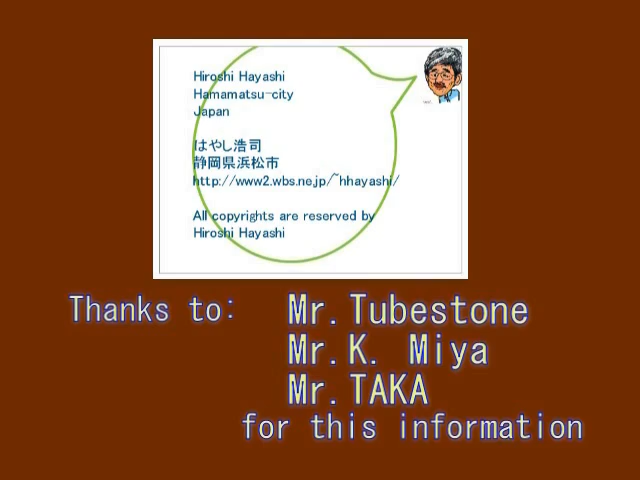 Hiroshi Hayashi
Hamamatsu-city
Japan
はやし浩司
静岡県浜松市
http://www2.wbs.ne.jp/~hhayashi/
All copyrights are reserved by
Hiroshi Hayashi
Thanks to: Mr.Tubestone
Mr.K. Miya
Mr.TAKA
for this information